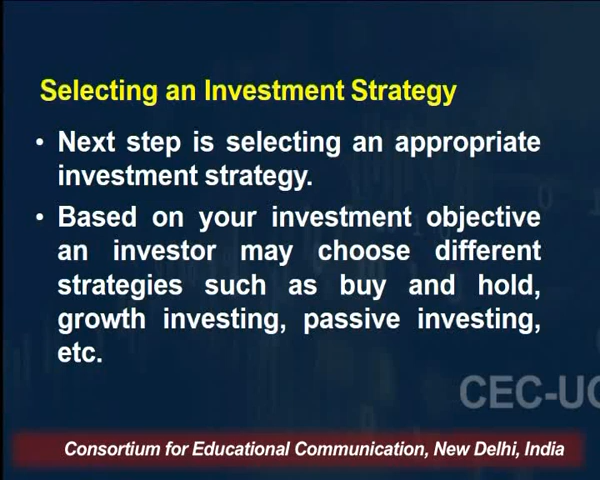 Selecting an Investment Strategy
• Next step is selecting an appropriate
investment strategy.
• Based on your investment objective
an investor may choose different
strategies such as buy and hold,
growth investing, passive investing,
etc.
CEC-UG
Consortium for Educational Communication, New Delhi, India